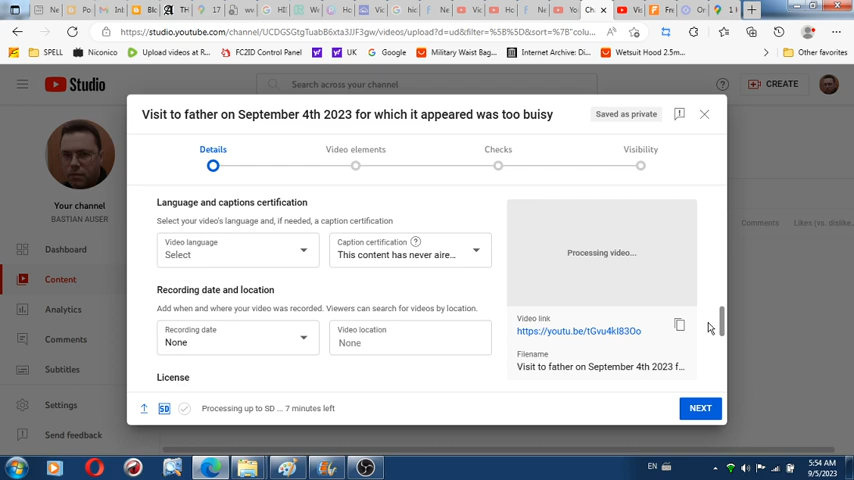 https://studio.youtube.com/channel/UCDGSGtgTuabB6xta3JJF3gw/videos/upload?d=ud&filter=%5B%5D&sort=%7B"colu...
SPELL Niconico Upload videos at R... FC2ID Control Panel UK Google Military Waist Bag... Internet Archive: Di... Wetsuit Hood 2.5m... Other favorites
Studio
Search across your channel
CREATE
Visit to father on September 4th 2023 for which it appeared was too buisy
Saved as private
Details Video elements Checks Visibility
Your channel
BASTIAN AUSER
Dashboard
Content
Analytics
Comments
Subtitles
Settings
Send feedback
Comments Likes (vs. dislike...
Language and captions certification
Select your video's language and, if needed, a caption certification
Video language
Select
Caption certification
This content has never aire...
Recording date and location
Add when and where your video was recorded. Viewers can search for videos by location.
Recording date
None
Video location
None
License
Processing video...
Video link
https://youtu.be/tGvu4kI83Oo
Filename
Visit to father on September 4th 2023 f...
SD Processing up to SD ... 7 minutes left
NEXT
EN
5:54 AM
9/5/2023